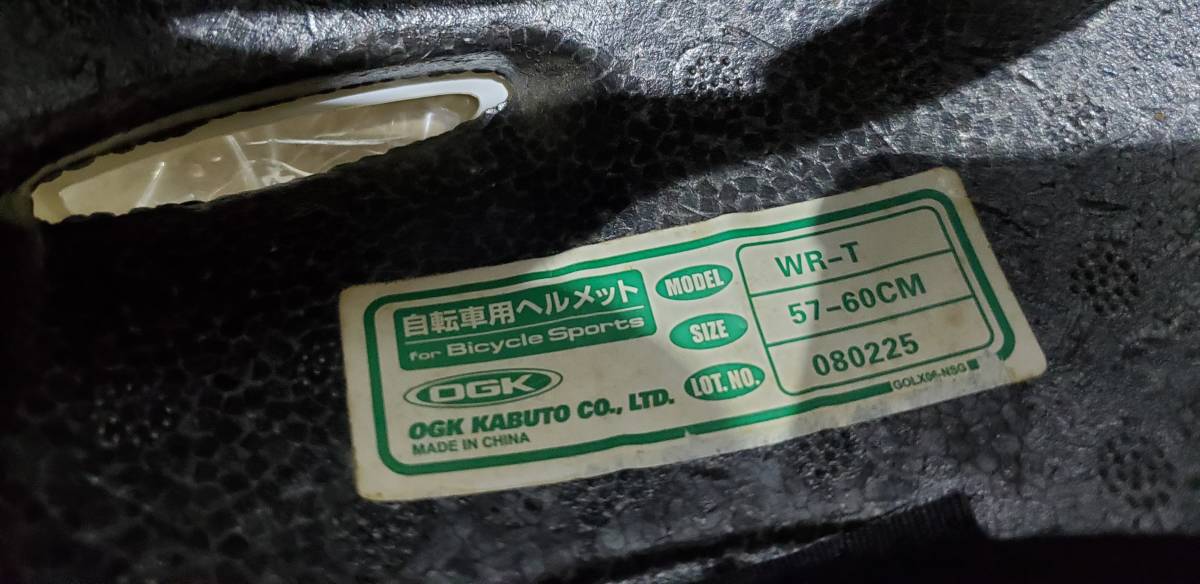 自転車用ヘルメット
for Bicycle Sports
OGK
OGK KABUTO CO., LTD.
MADE IN CHINA
MODEL WR-T
SIZE 57-60CM
LOT.NO. 080225
GOLX06-NSG